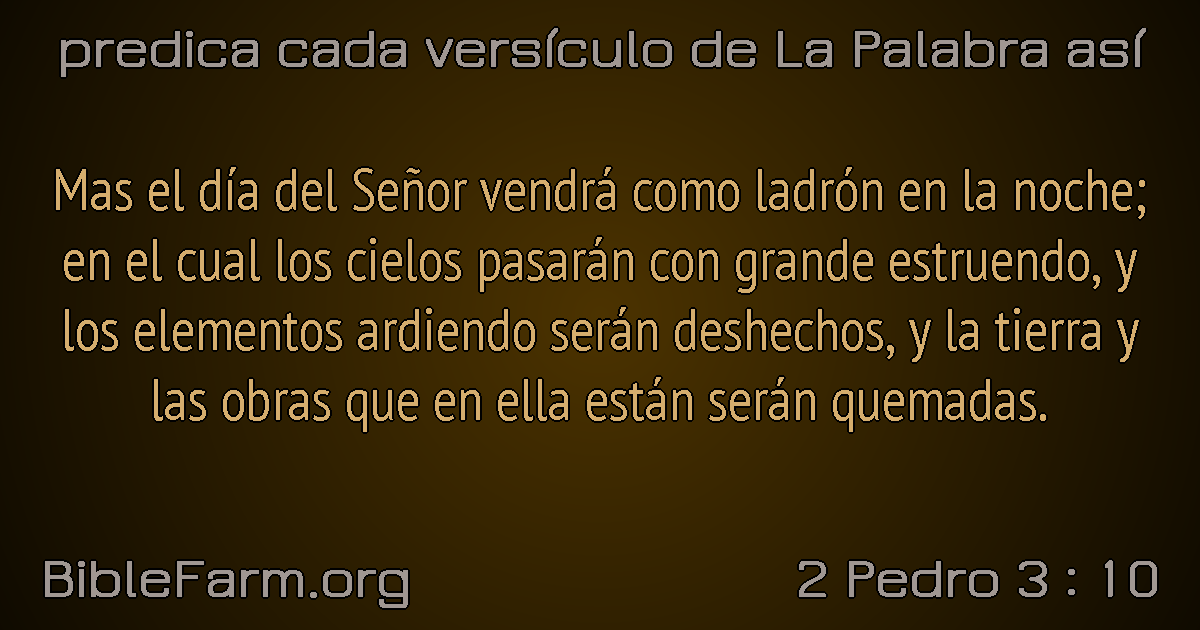 predica cada versículo de La Palabra así
Mas el día del Señor vendrá como ladrón en la noche;
en el cual los cielos pasarán con grande estruendo, y
los elementos ardiendo serán deshechos, y la tierra y
las obras que en ella están serán quemadas.
BibleFarm.org
2 Pedro 3 : 10